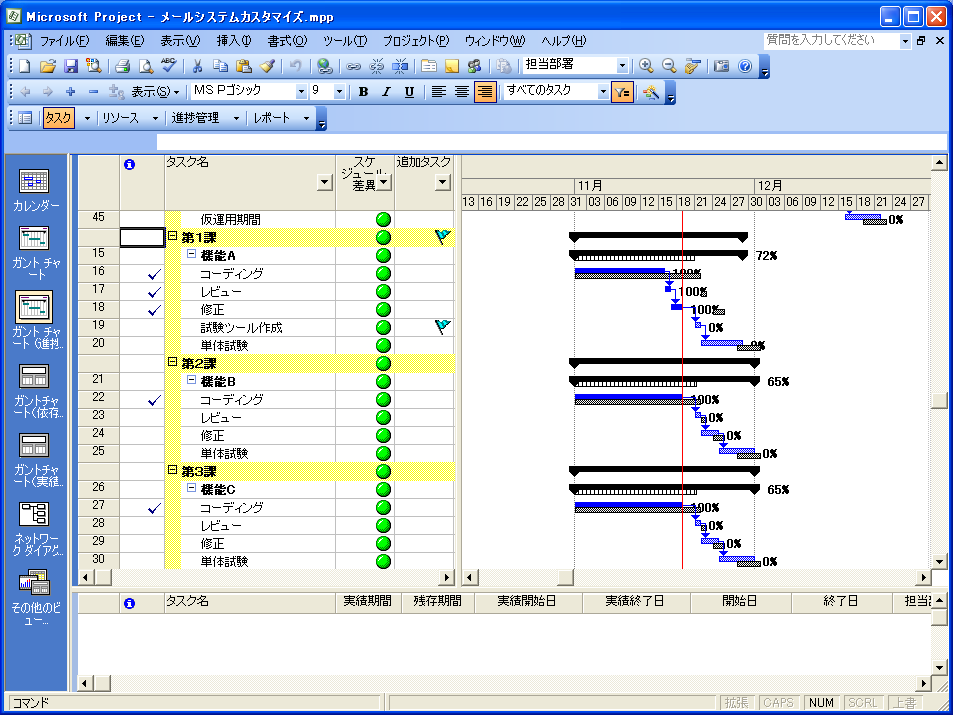 Microsoft Project - メールシステムカスタマイズ.mpp
ファイル(F) 編集(E) 表示(V) 挿入(I) 書式(O) ツール(T) プロジェクト(P) ウィンドウ(W) ヘルプ(H) 質問を入力してください
担当部署
表示(S) MS Pゴシック 9 B I U すべてのタスク
タスク リソース 進捗管理 レポート
カレンダー
ガント チャート
ガント チャート (進捗...
ガントチャート(依存...
ガントチャート(実績...
ネットワーク ダイアグ...
その他のビュー...
タスク名 スケジュール差異 追加タスク
11月 12月
13 16 19 22 25 28 31 03 06 09 12 15 18 21 24 27 30 03 06 09 12 15 18 21 24 27
45 仮運用期間 0%
第1課
15 機能A 72%
16 コーディング 100%
17 レビュー 100%
18 修正 100%
19 試験ツール作成 0%
20 単体試験 0%
第2課
21 機能B 65%
22 コーディング 100%
23 レビュー 0%
24 修正 0%
25 単体試験 0%
第3課
26 機能C 65%
27 コーディング 100%
28 レビュー 0%
29 修正 0%
30 単体試験 0%
タスク名 実績期間 残存期間 実績開始日 実績終了日 開始日 終了日 担当
コマンド 拡張 CAPS NUM SCRL 上書